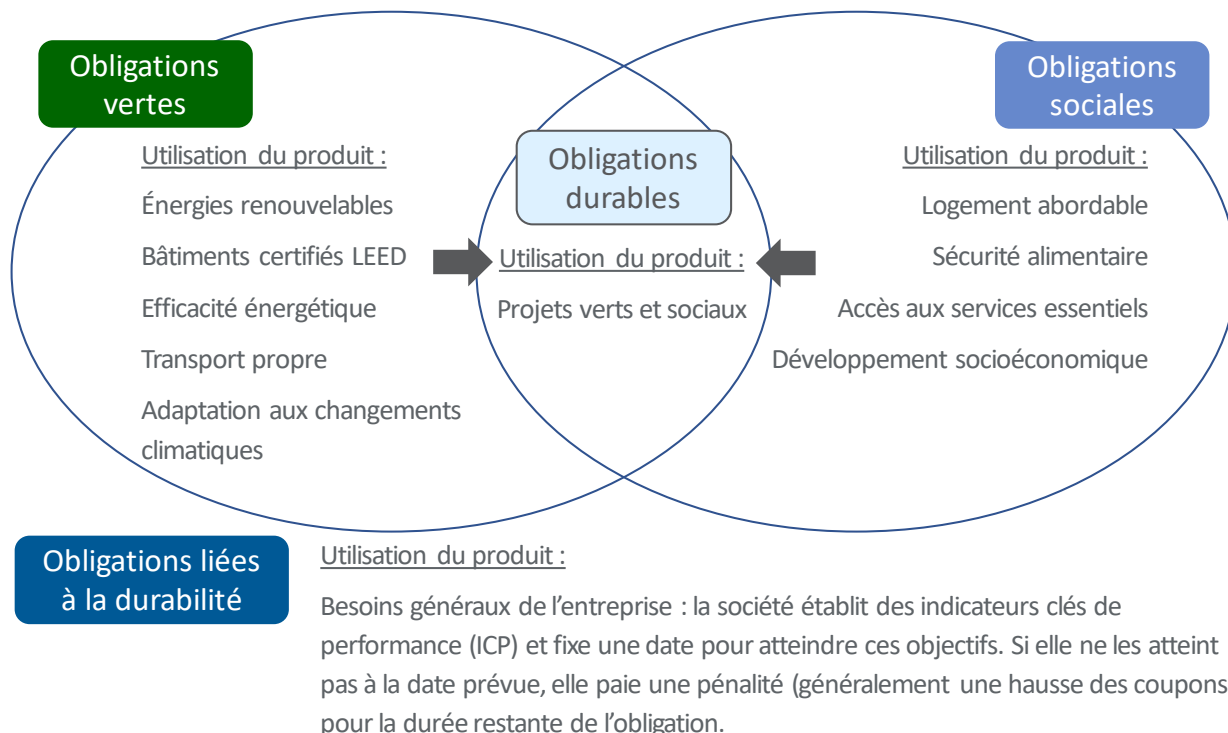 Obligations
vertes
Utilisation du produit :
Énergies renouvelables
Bâtiments certifiés LEED
Efficacité énergétique
Transport propre
Adaptation aux changements
climatiques
Obligations
durables
Utilisation du produit :
Projets verts et sociaux
Obligations
sociales
Utilisation du produit :
Logement abordable
Sécurité alimentaire
Accès aux services essentiels
Développement socioéconomique
Obligations liées
à la durabilité
Utilisation du produit :
Besoins généraux de l’entreprise : la société établit des indicateurs clés de
performance (ICP) et fixe une date pour atteindre ces objectifs. Si elle ne les atteint
pas à la date prévue, elle paie une pénalité (généralement une hausse des coupons
pour la durée restante de l’obligation.